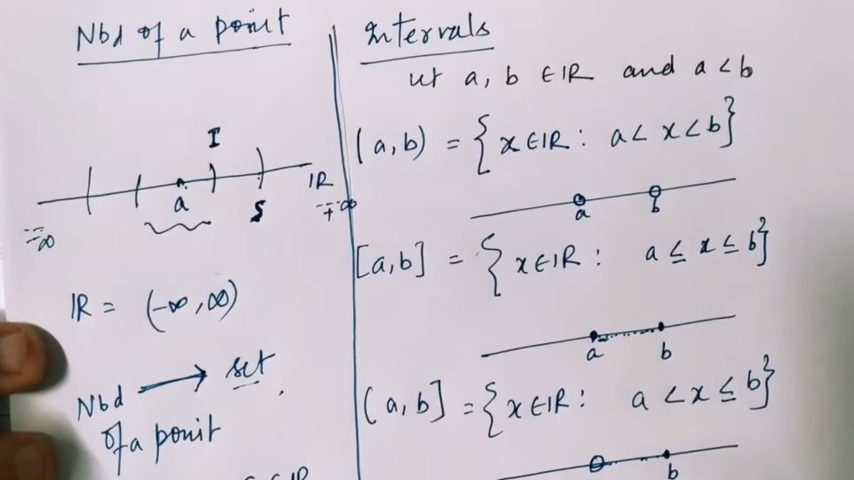 Nbd of a point
I
a
S
IR
-∞
+∞
IR = (-∞, ∞)
Nbd → set
of a point
Intervals
let a, b ∈ IR and a < b
(a, b) = { x ∈ IR : a < x < b }
a b
[a, b] = { x ∈ IR : a ≤ x ≤ b }
a b
(a, b] = { x ∈ IR : a < x ≤ b }
b